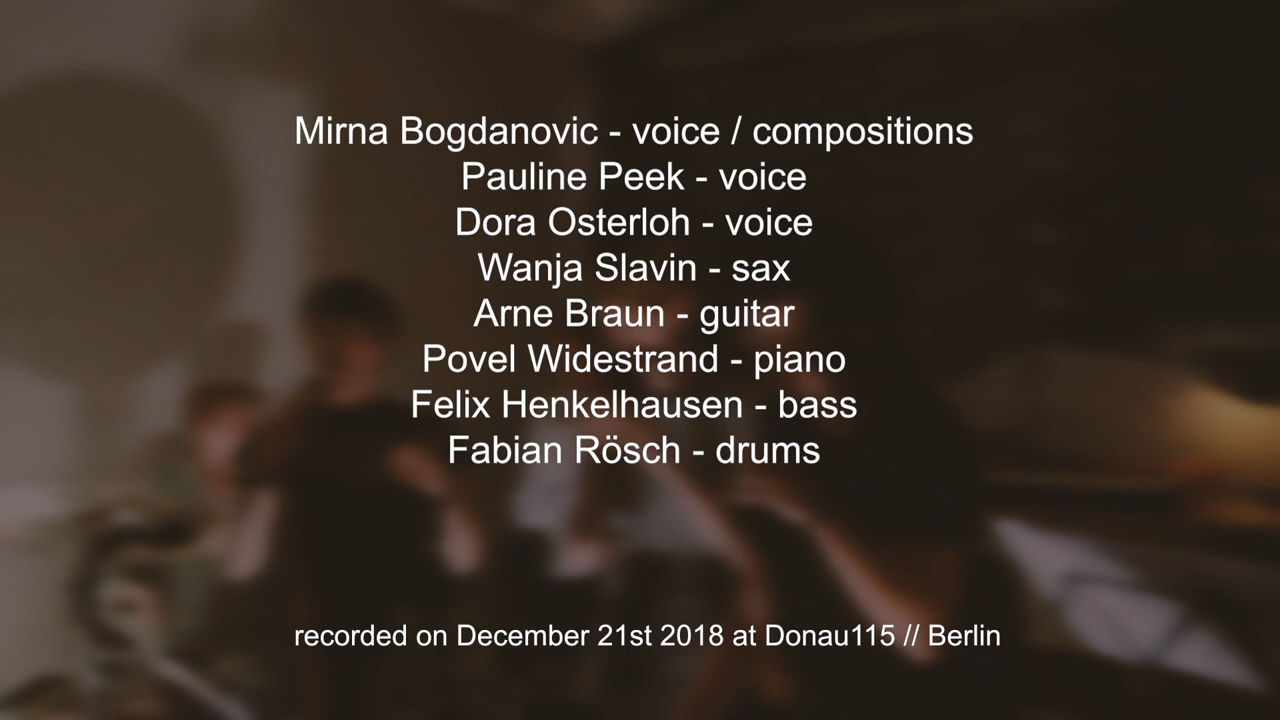 Mirna Bogdanovic - voice / compositions
Pauline Peek - voice
Dora Osterloh - voice
Wanja Slavin - sax
Arne Braun - guitar
Povel Widestrand - piano
Felix Henkelhausen - bass
Fabian Rösch - drums
recorded on December 21st 2018 at Donau115 // Berlin